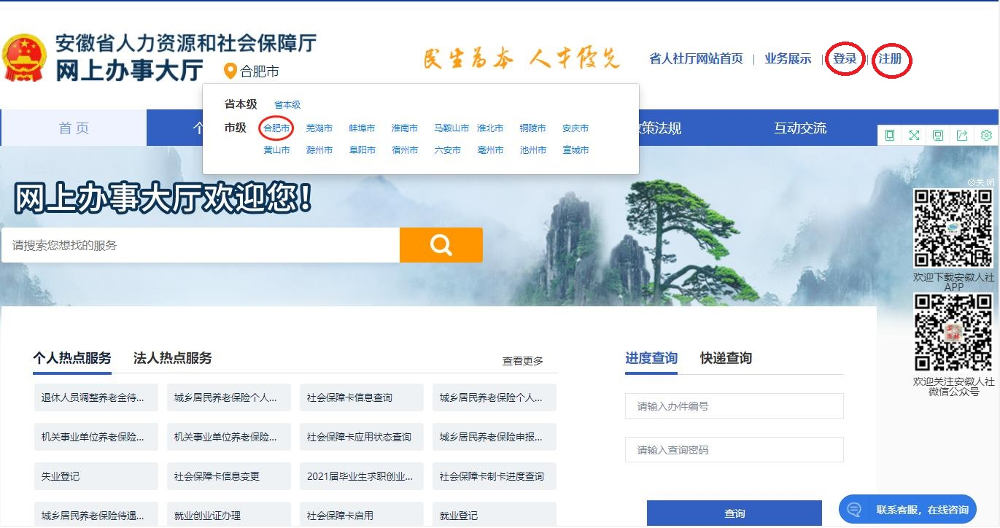 安徽省人力资源和社会保障厅
网上办事大厅
合肥市
民生为本 人才优先
省人社厅网站首页
业务展示
登录
注册
省本级 省本级
市级 合肥市 芜湖市 蚌埠市 淮南市 马鞍山市 淮北市 铜陵市 安庆市
黄山市 滁州市 阜阳市 宿州市 六安市 亳州市 池州市 宣城市
首页
个
政策法规
互动交流
网上办事大厅欢迎您!
请搜索您想找的服务
关闭
欢迎下载安徽人社
APP
欢迎关注安徽人社
微信公众号
个人热点服务 法人热点服务 查看更多
退休人员调整养老金待... 城乡居民养老保险个人... 社会保障卡信息查询 城乡居民养老保险个人...
机关事业单位养老保险... 机关事业单位养老保险... 社会保障卡应用状态查询 城乡居民养老保险申报...
失业登记 社会保障卡信息变更 2021届毕业生求职创业... 社会保障卡制卡进度查询
城乡居民养老保险待遇... 就业创业证办理 社会保障卡启用 就业登记
进度查询 快递查询
请输入办件编号
请输入查询密码
查询
联系客服，在线咨询